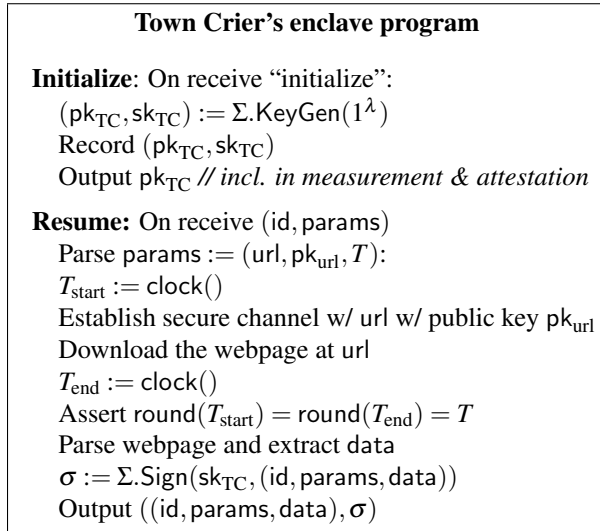 Town Crier's enclave program
Initialize: On receive “initialize”:
(pk_TC, sk_TC) := Σ.KeyGen(1^λ)
Record (pk_TC, sk_TC)
Output pk_TC // incl. in measurement & attestation
Resume: On receive (id, params)
Parse params := (url, pk_url, T):
T_start := clock()
Establish secure channel w/ url w/ public key pk_url
Download the webpage at url
T_end := clock()
Assert round(T_start) = round(T_end) = T
Parse webpage and extract data
σ := Σ.Sign(sk_TC, (id, params, data))
Output ((id, params, data), σ)